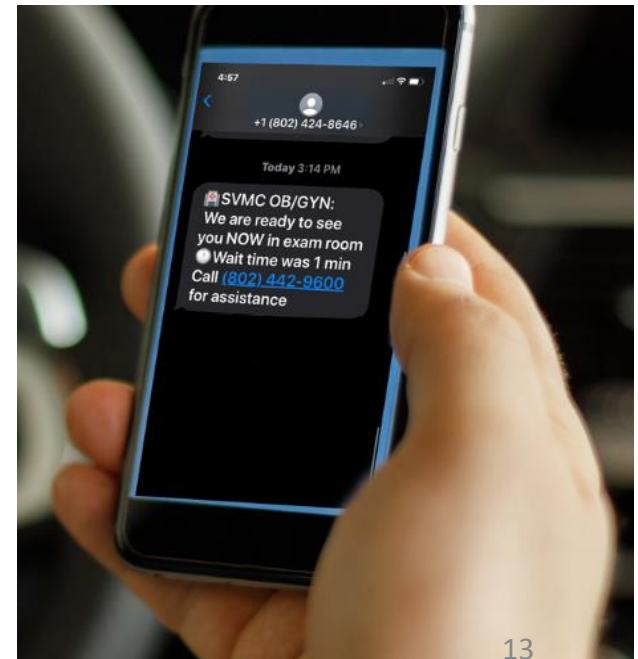 4:57
+1 (802) 424-8646 ›
Today 3:14 PM
🏥SVMC OB/GYN:
We are ready to see
you NOW in exam room
🕐Wait time was 1 min
Call (802) 442-9600
for assistance
13